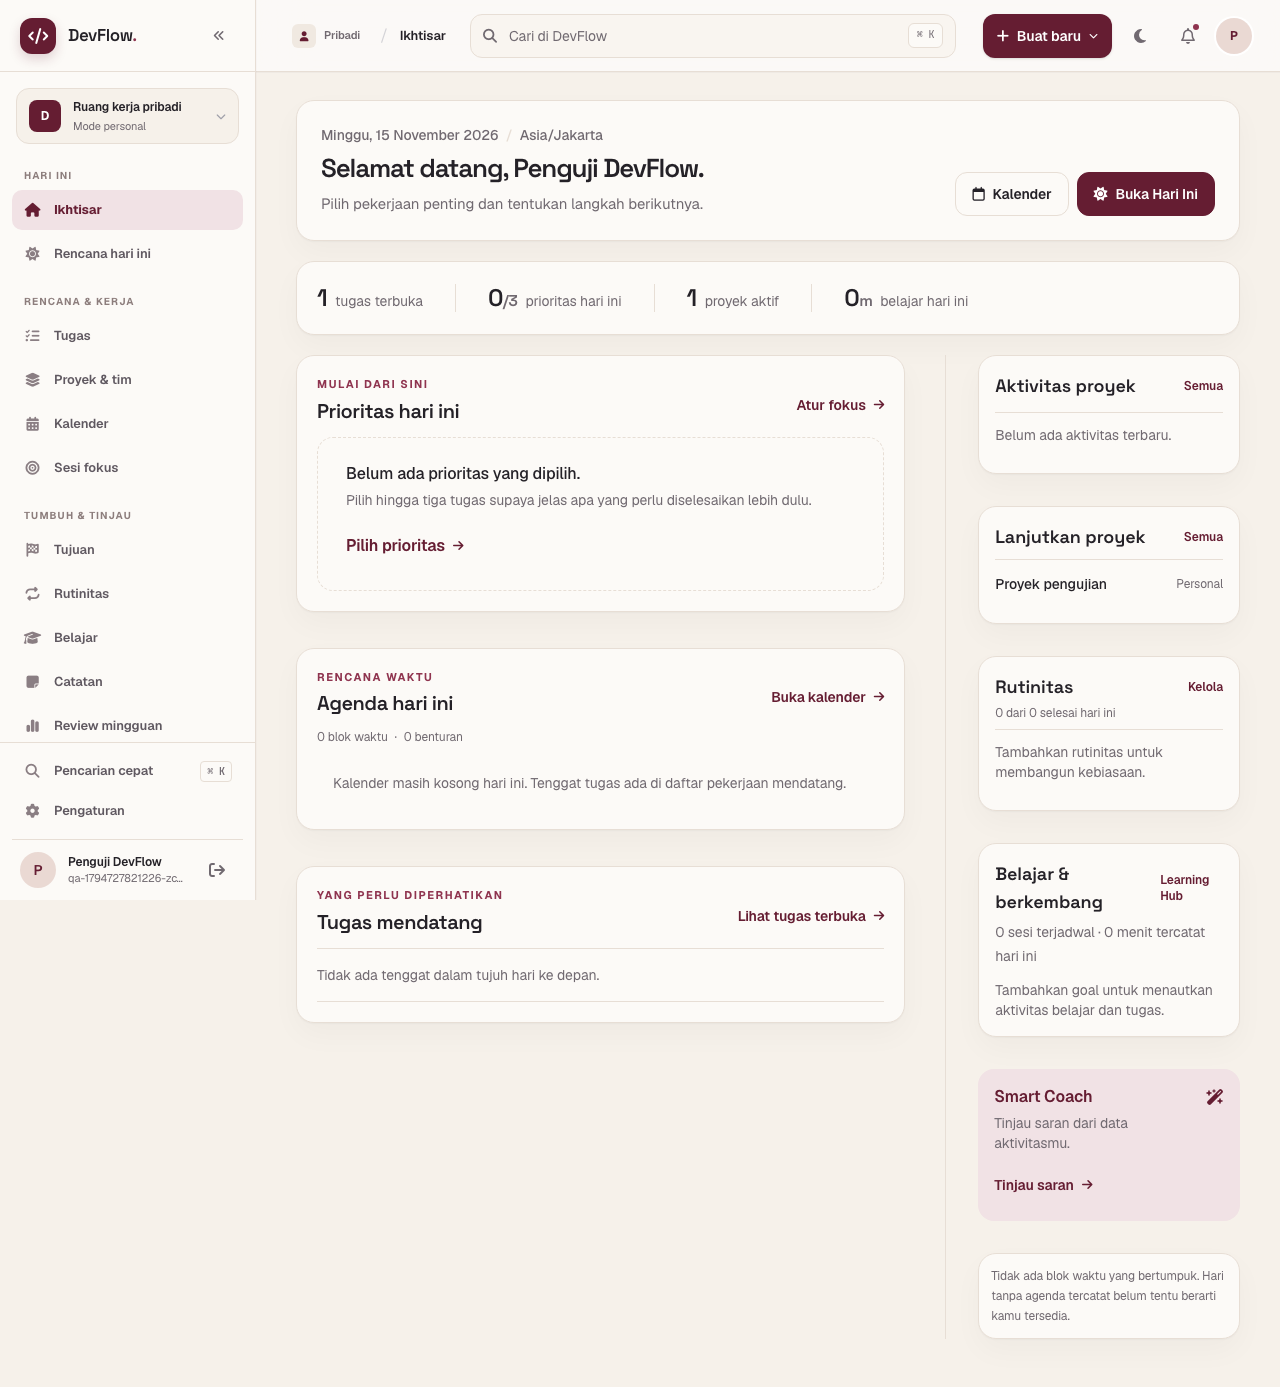 DevFlow.
Ruang kerja pribadi
D
Mode personal
HARI INI
Ikhtisar
Rencana hari ini
RENCANA & KERJA
Tugas
Proyek & tim
Kalender
Sesi fokus
TUMBUH & TINJAU
Tujuan
Rutinitas
Belajar
Catatan
Review mingguan
Pencarian cepat ⌘ K
Pengaturan
P
Penguji DevFlow
qa-1794727821226-zc...
Pribadi / Ikhtisar
Cari di DevFlow ⌘ K
Buat baru
P
Minggu, 15 November 2026 / Asia/Jakarta
Selamat datang, Penguji DevFlow.
Pilih pekerjaan penting dan tentukan langkah berikutnya.
Kalender
Buka Hari Ini
1 tugas terbuka
0/3 prioritas hari ini
1 proyek aktif
0m belajar hari ini
MULAI DARI SINI
Prioritas hari ini
Atur fokus →
Belum ada prioritas yang dipilih.
Pilih hingga tiga tugas supaya jelas apa yang perlu diselesaikan lebih dulu.
Pilih prioritas →
RENCANA WAKTU
Agenda hari ini
Buka kalender →
0 blok waktu · 0 benturan
Kalender masih kosong hari ini. Tenggat tugas ada di daftar pekerjaan mendatang.
YANG PERLU DIPERHATIKAN
Tugas mendatang
Lihat tugas terbuka →
Tidak ada tenggat dalam tujuh hari ke depan.
Aktivitas proyek
Semua
Belum ada aktivitas terbaru.
Lanjutkan proyek
Semua
Proyek pengujian
Personal
Rutinitas
Kelola
0 dari 0 selesai hari ini
Tambahkan rutinitas untuk
membangun kebiasaan.
Belajar &
berkembang
Learning
Hub
0 sesi terjadwal · 0 menit tercatat
hari ini
Tambahkan goal untuk menautkan
aktivitas belajar dan tugas.
Smart Coach
Tinjau saran dari data
aktivitasmu.
Tinjau saran →
Tidak ada blok waktu yang bertumpuk. Hari
tanpa agenda tercatat belum tentu berarti
kamu tersedia.